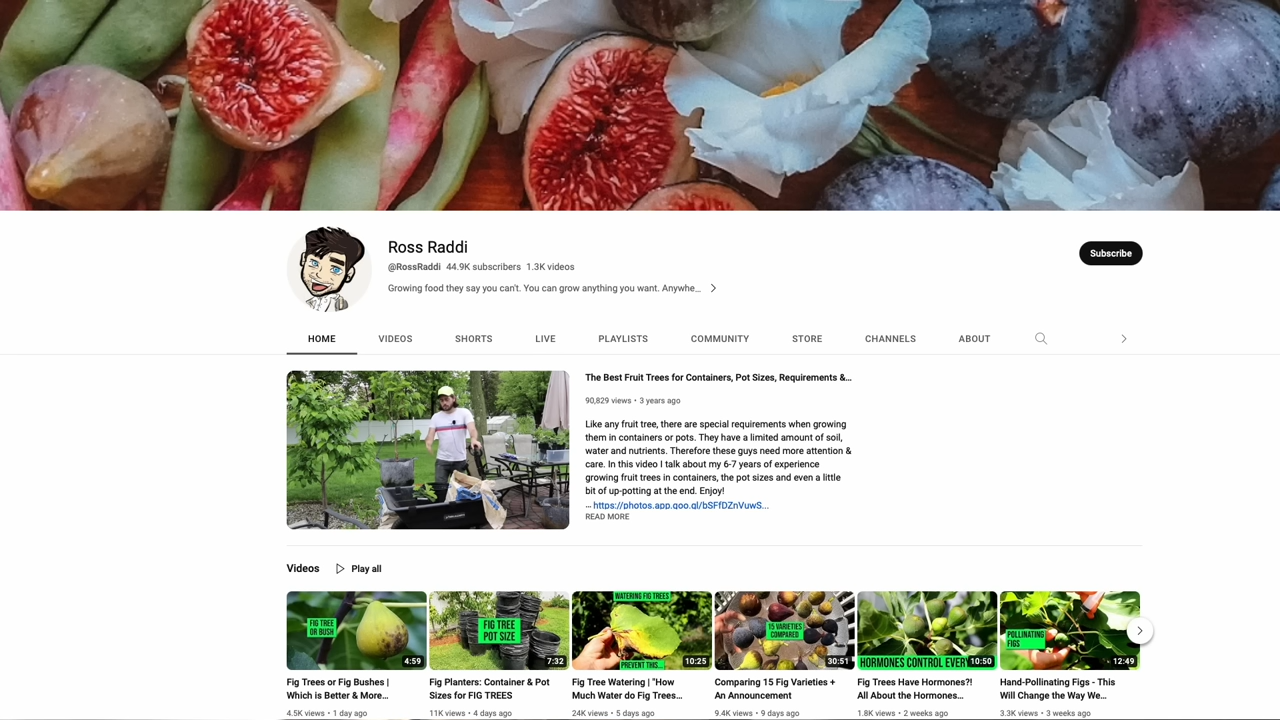 Ross Raddi
@RossRaddi 44.9K subscribers 1.3K videos
Growing food they say you can't. You can grow anything you want. Anywhe...
Subscribe
HOME VIDEOS SHORTS LIVE PLAYLISTS COMMUNITY STORE CHANNELS ABOUT
The Best Fruit Trees for Containers, Pot Sizes, Requirements &...
90,829 views • 3 years ago
Like any fruit tree, there are special requirements when growing
them in containers or pots. They have a limited amount of soil,
water and nutrients. Therefore these guys need more attention &
care. In this video I talk about my 6-7 years of experience
growing fruit trees in containers, the pot sizes and even a little
bit of up-potting at the end. Enjoy!
... https://photos.app.goo.gl/bSFfDZnVuwS...
READ MORE
Videos Play all
FIG TREE
OR BUSH
4:59
FIG TREE
POT SIZE
7:32
WATERING FIG TREES
PREVENT THIS...
10:25
15 VARIETIES
COMPARED
30:51
HORMONES CONTROL EVERY
10:50
POLLINATING
FIGS
12:49
Fig Trees or Fig Bushes |
Which is Better & More...
4.5K views • 1 day ago
Fig Planters: Container & Pot
Sizes for FIG TREES
11K views • 4 days ago
Fig Tree Watering | "How
Much Water do Fig Trees...
24K views • 5 days ago
Comparing 15 Fig Varieties +
An Announcement
9.4K views • 9 days ago
Fig Trees Have Hormones?!
All About the Hormones...
1.8K views • 2 weeks ago
Hand-Pollinating Figs - This
Will Change the Way We...
3.3K views • 3 weeks ago